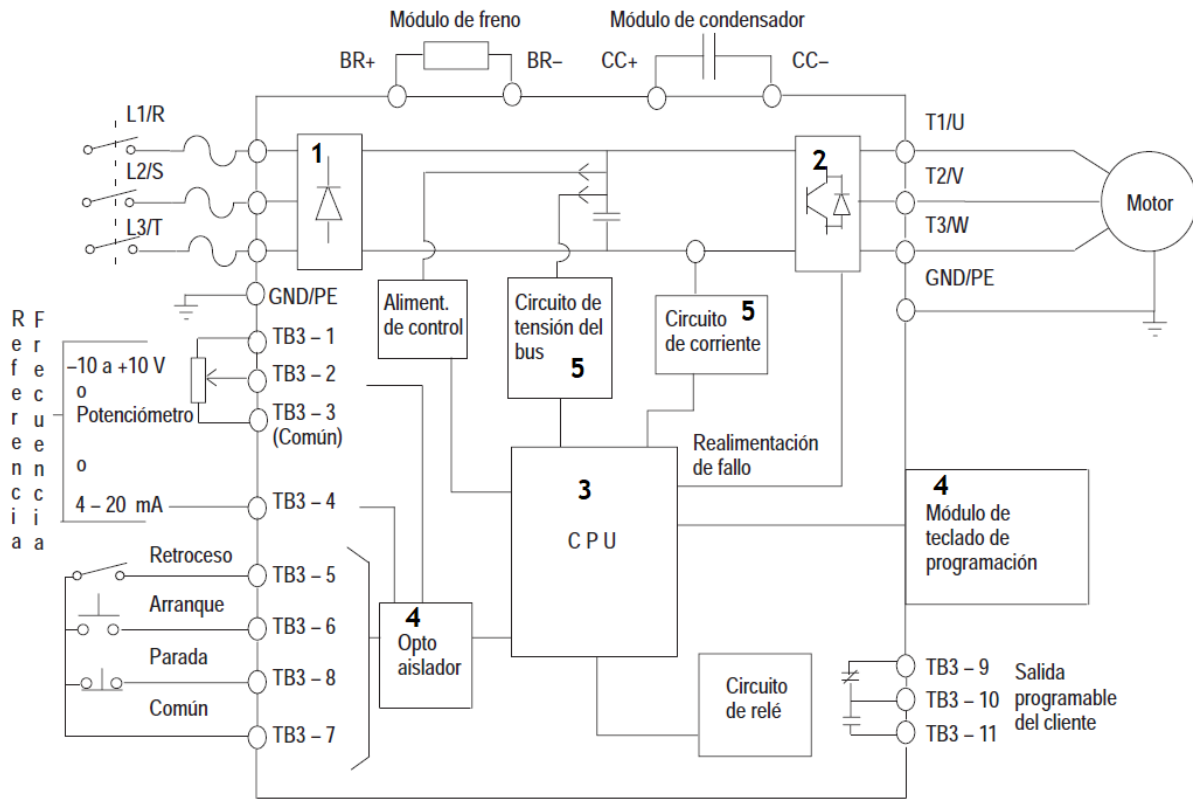 Módulo de freno
Módulo de condensador
BR+
BR–
CC+
CC–
L1/R
L2/S
L3/T
1
2
T1/U
T2/V
T3/W
Motor
GND/PE
GND/PE
Aliment.
de control
Circuito de
tensión del
bus
5
Circuito
5
de corriente
Referencia
Frecuencia
–10 a +10 V
o
Potenciómetro
o
4 – 20 mA
TB3 – 1
TB3 – 2
TB3 – 3
(Común)
TB3 – 4
Realimentación
de fallo
3
CPU
4
Módulo de
teclado de
programación
Retroceso
TB3 – 5
Arranque
TB3 – 6
Parada
TB3 – 8
Común
TB3 – 7
4
Opto
aislador
Circuito
de relé
TB3 – 9
TB3 – 10
TB3 – 11
Salida
programable
del cliente